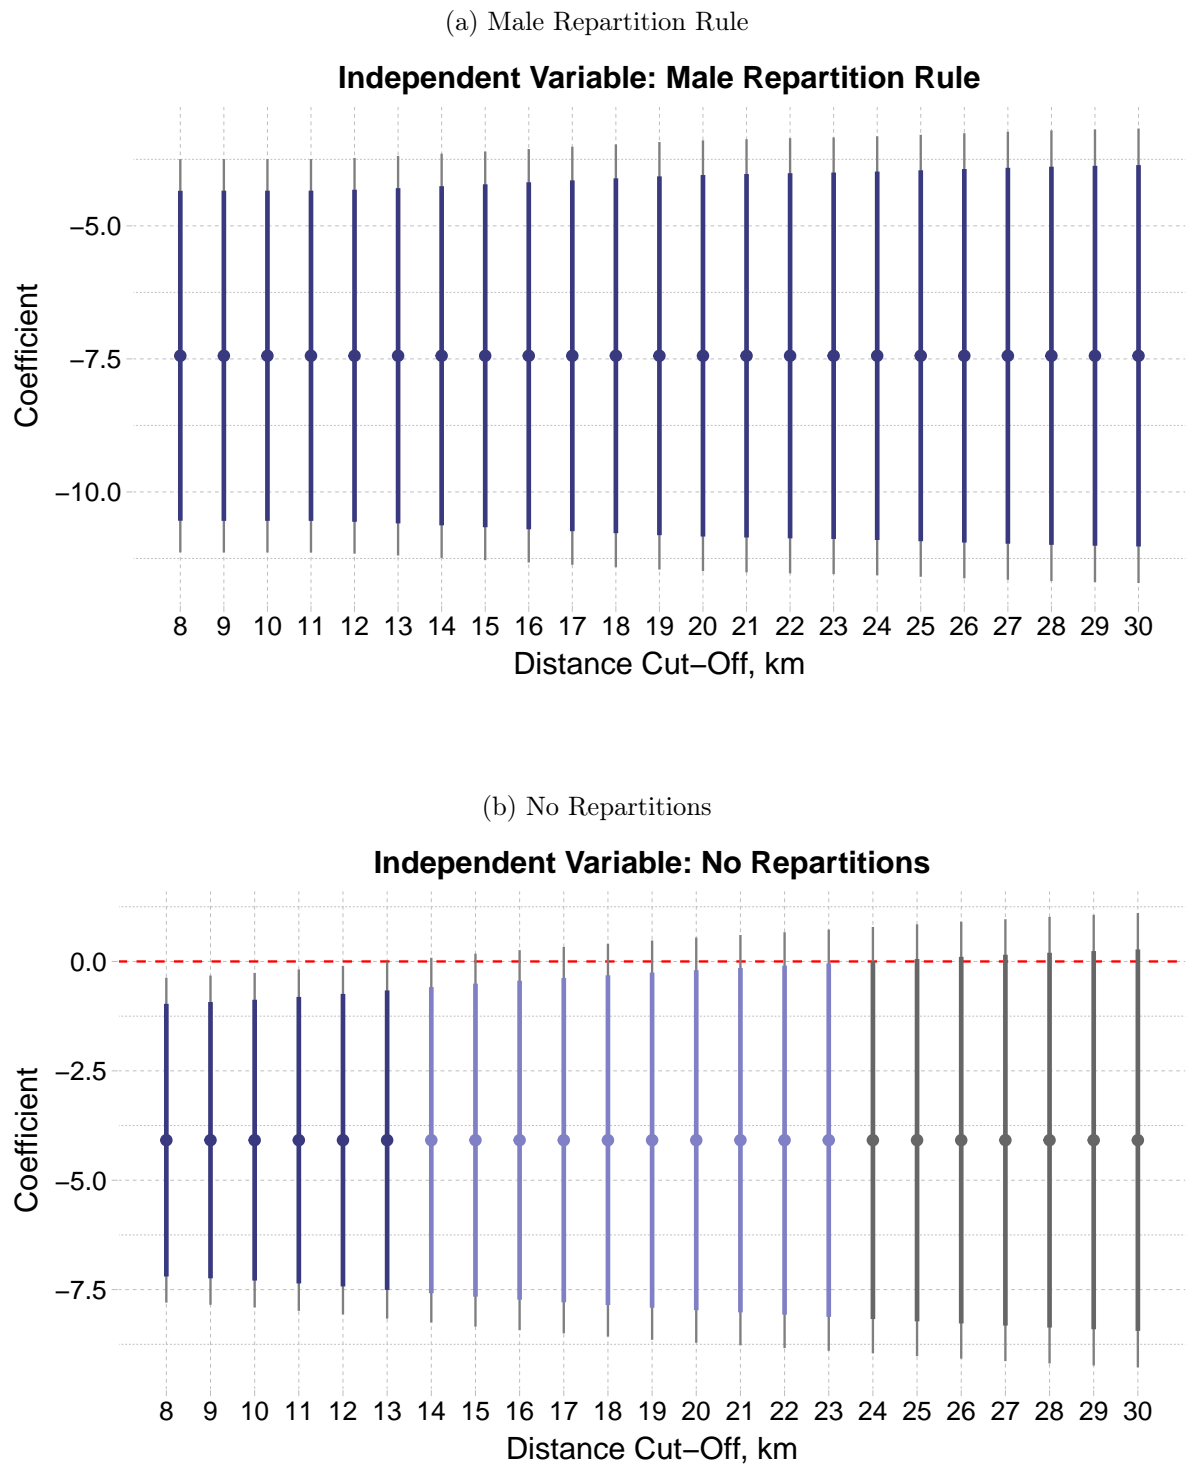 (a) Male Repartition Rule
Independent Variable: Male Repartition Rule
Coefficient
−5.0
−7.5
−10.0
8 9 10 11 12 13 14 15 16 17 18 19 20 21 22 23 24 25 26 27 28 29 30
Distance Cut−Off, km
(b) No Repartitions
Independent Variable: No Repartitions
Coefficient
0.0
−2.5
−5.0
−7.5
8 9 10 11 12 13 14 15 16 17 18 19 20 21 22 23 24 25 26 27 28 29 30
Distance Cut−Off, km